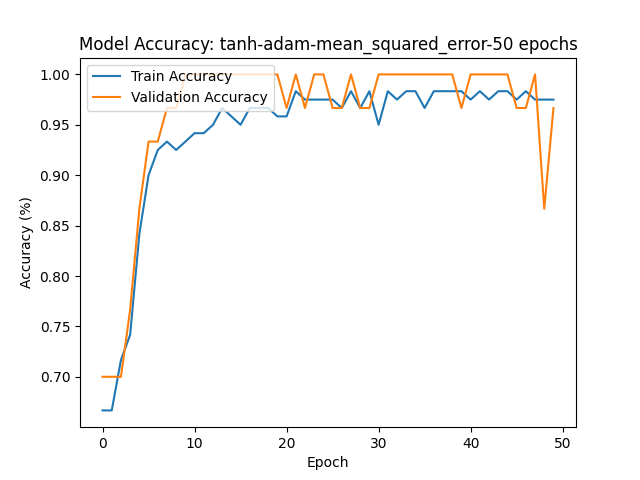 Model Accuracy: tanh-adam-mean_squared_error-50 epochs
Train Accuracy
Validation Accuracy
1.00
0.95
0.90
0.85
0.80
0.75
0.70
Accuracy (%)
0 10 20 30 40 50
Epoch